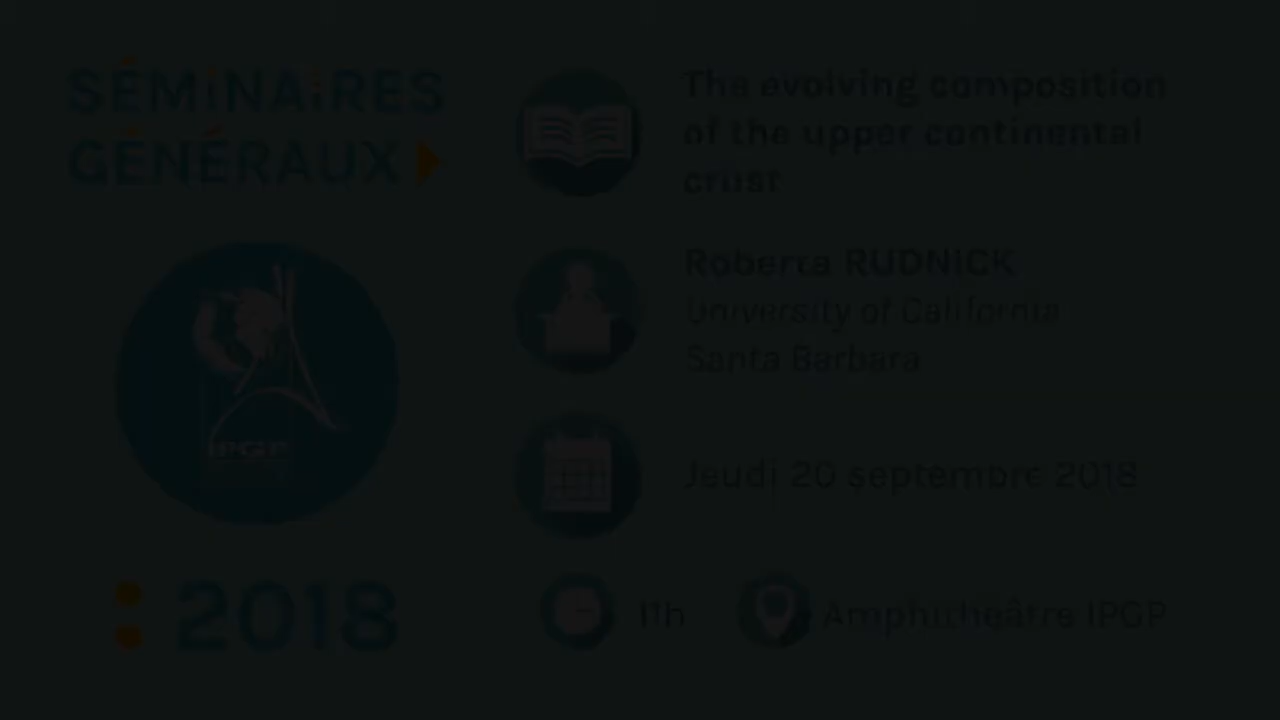 SÉMiNAiRES
GÉNÉRAUX
The evolving composition
of the upper continental
crust
Roberta RUDNICK
University of California
Santa Barbara
IPGP
Jeudi 20 septembre 2018
2018
11h
Amphithéâtre IPGP